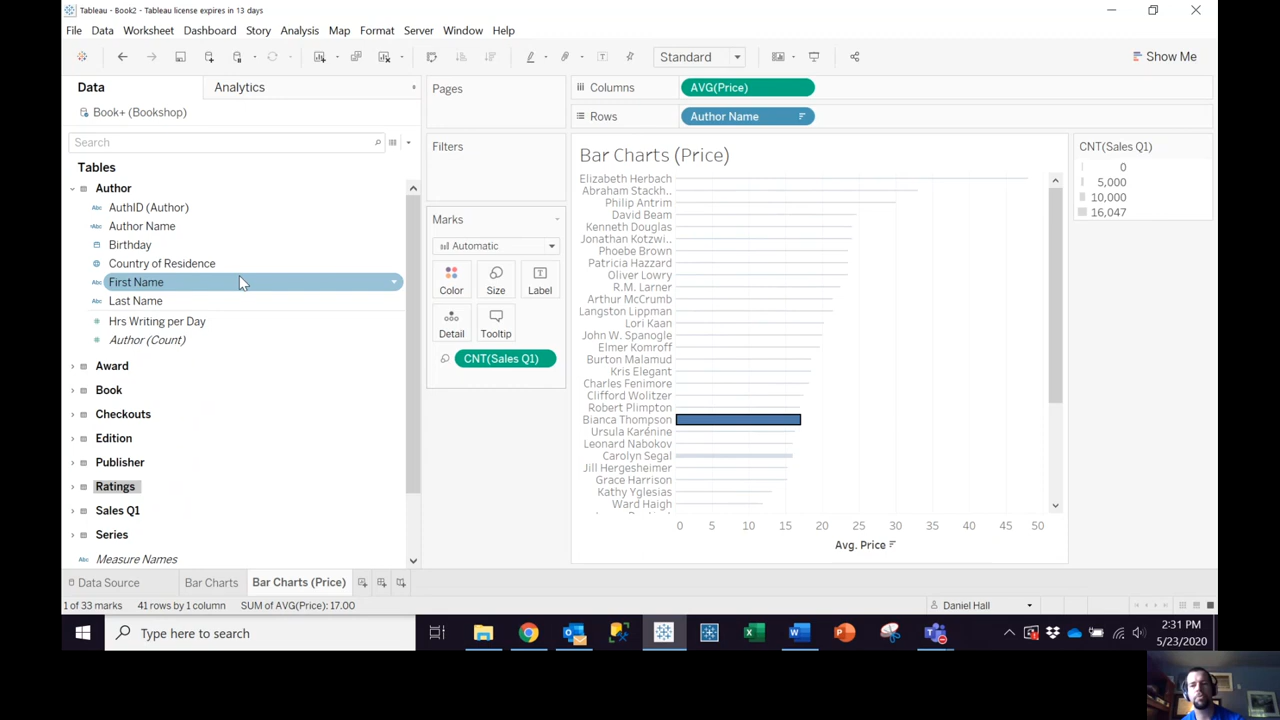 Tableau - Book2 - Tableau license expires in 13 days
File Data Worksheet Dashboard Story Analysis Map Format Server Window Help
Standard
Show Me
Data Analytics
Book+ (Bookshop)
Search
Tables
Author
Abc AuthID (Author)
Abc Author Name
Birthday
Country of Residence
Abc First Name
Abc Last Name
Hrs Writing per Day
Author (Count)
Award
Book
Checkouts
Edition
Publisher
Ratings
Sales Q1
Series
Abc Measure Names
Pages
Filters
Marks
Automatic
Color Size Label
Detail Tooltip
CNT(Sales Q1)
Columns AVG(Price)
Rows Author Name
Bar Charts (Price)
Elizabeth Herbach
Abraham Stackh..
Philip Antrim
David Beam
Kenneth Douglas
Jonathan Kotzwi..
Phoebe Brown
Patricia Hazzard
Oliver Lowry
R.M. Larner
Arthur McCrumb
Langston Lippman
Lori Kaan
John W. Spanogle
Elmer Komroff
Burton Malamud
Kris Elegant
Charles Fenimore
Clifford Wolitzer
Robert Plimpton
Bianca Thompson
Ursula Karénine
Leonard Nabokov
Carolyn Segal
Jill Hergesheimer
Grace Harrison
Kathy Yglesias
Ward Haigh
0 5 10 15 20 25 30 35 40 45 50
Avg. Price
CNT(Sales Q1)
0
5,000
10,000
16,047
Data Source Bar Charts Bar Charts (Price)
1 of 33 marks 41 rows by 1 column SUM of AVG(Price): 17.00
Daniel Hall
Type here to search
2:31 PM
5/23/2020